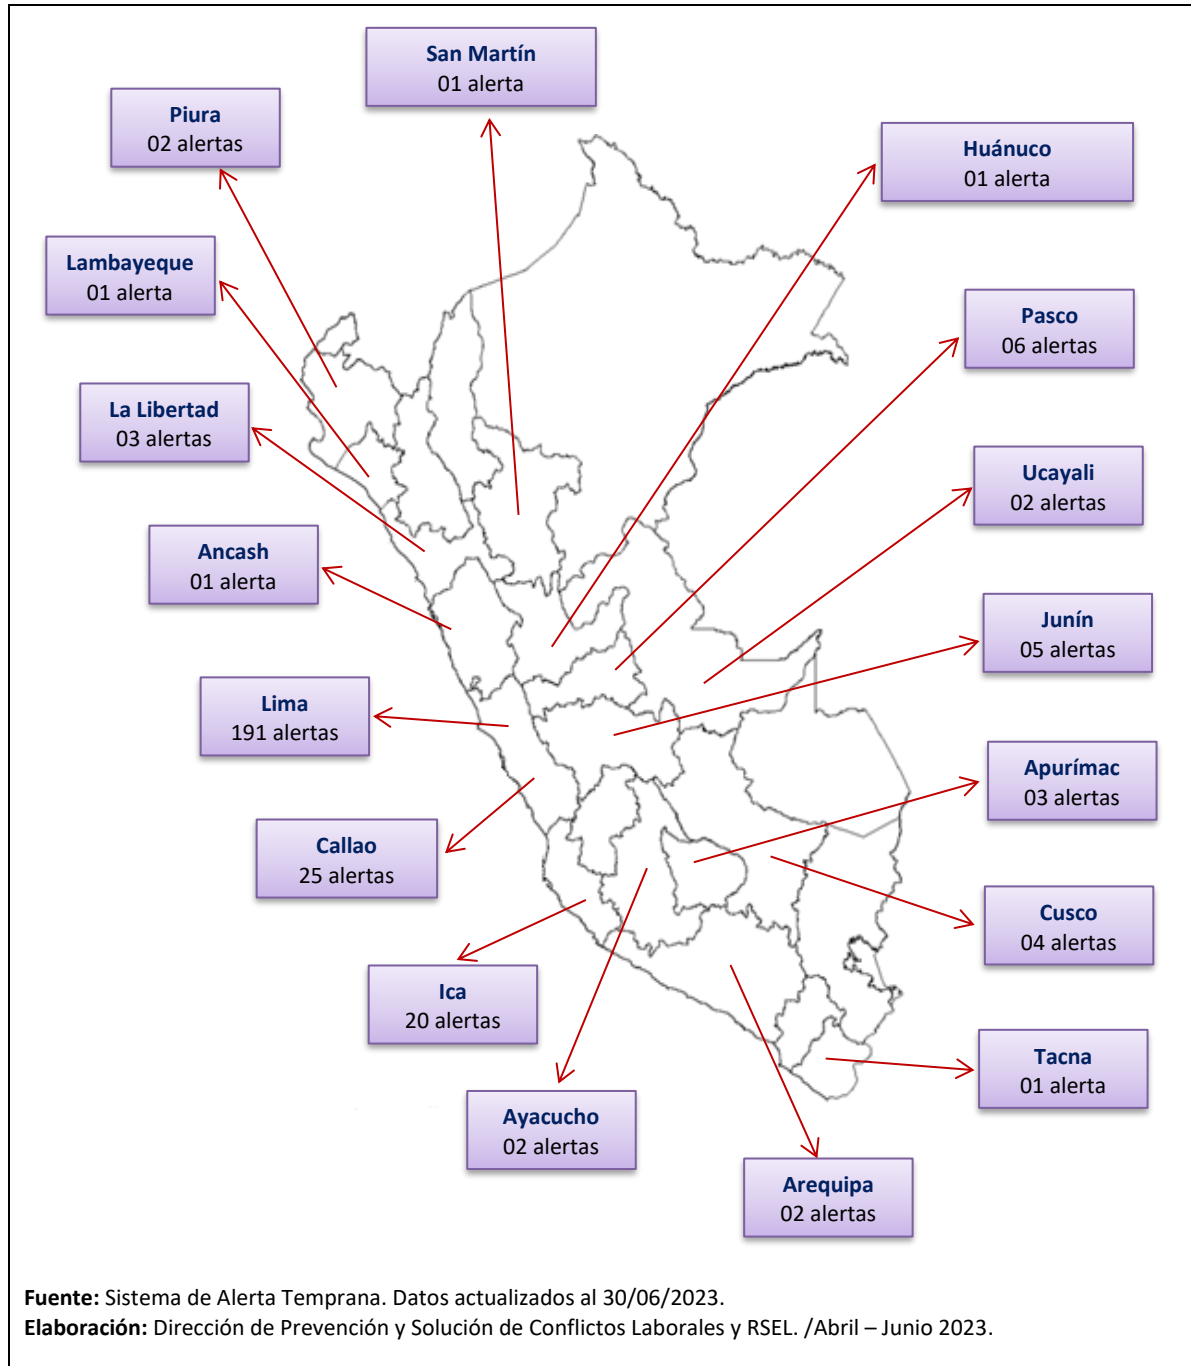 San Martín
01 alerta
Piura
02 alertas
Huánuco
01 alerta
Lambayeque
01 alerta
Pasco
06 alertas
La Libertad
03 alertas
Ucayali
02 alertas
Ancash
01 alerta
Junín
05 alertas
Lima
191 alertas
Apurímac
03 alertas
Callao
25 alertas
Cusco
04 alertas
Ica
20 alertas
Tacna
01 alerta
Ayacucho
02 alertas
Arequipa
02 alertas
Fuente: Sistema de Alerta Temprana. Datos actualizados al 30/06/2023.
Elaboración: Dirección de Prevención y Solución de Conflictos Laborales y RSEL. /Abril – Junio 2023.